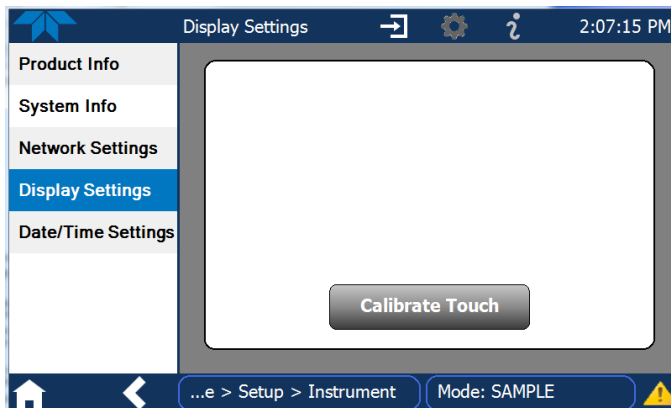 Display Settings 2:07:15 PM
Product Info
System Info
Network Settings
Display Settings
Date/Time Settings
Calibrate Touch
...e > Setup > Instrument Mode: SAMPLE